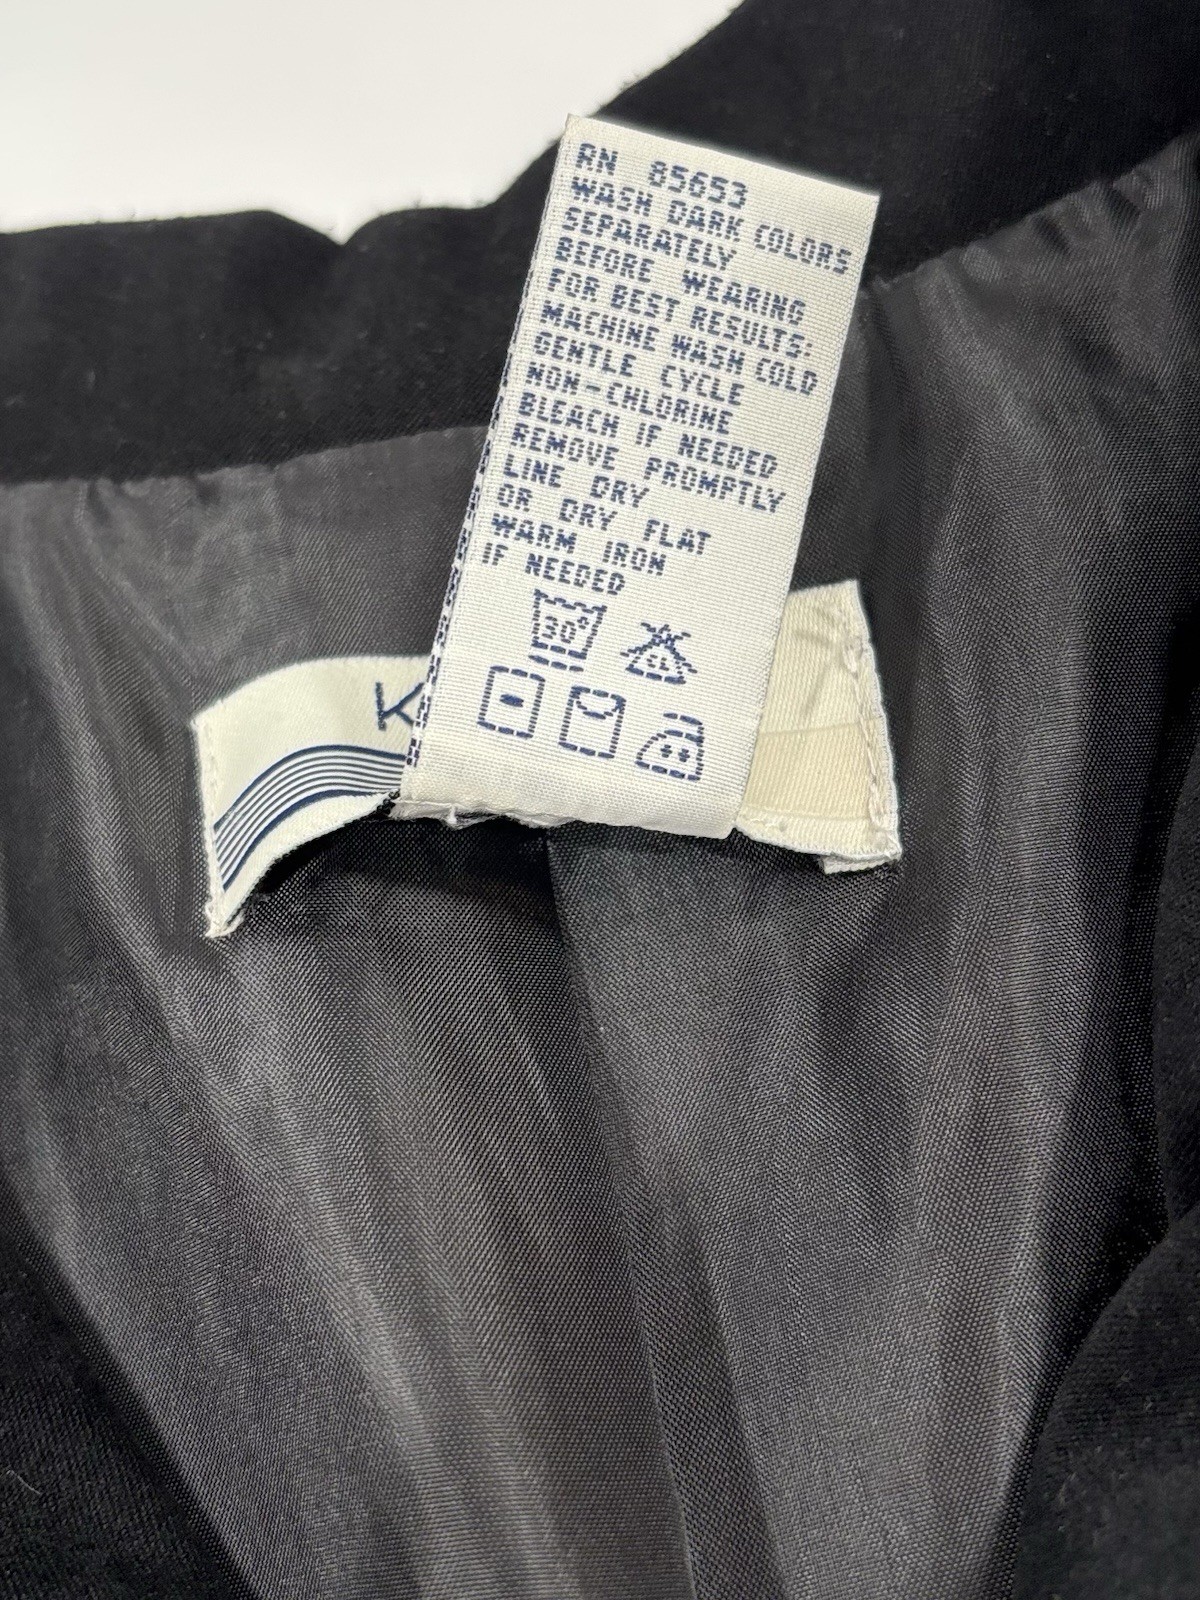 RN 85653
WASH DARK COLORS
SEPARATELY
BEFORE WEARING
FOR BEST RESULTS:
MACHINE WASH COLD
GENTLE CYCLE
NON-CHLORINE
BLEACH IF NEEDED
REMOVE PROMPTLY
LINE DRY
OR DRY FLAT
WARM IRON
IF NEEDED
30°
CL
K